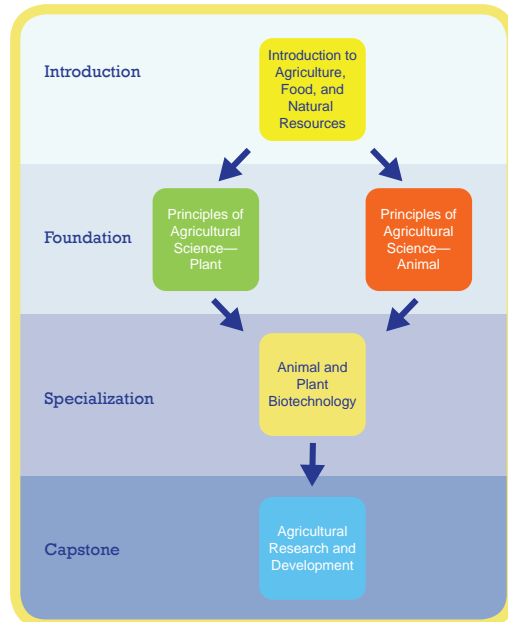 Introduction
Introduction to
Agriculture,
Food, and
Natural
Resources
Foundation
Principles of
Agricultural
Science—
Plant
Principles of
Agricultural
Science—
Animal
Specialization
Animal and
Plant
Biotechnology
Capstone
Agricultural
Research and
Development